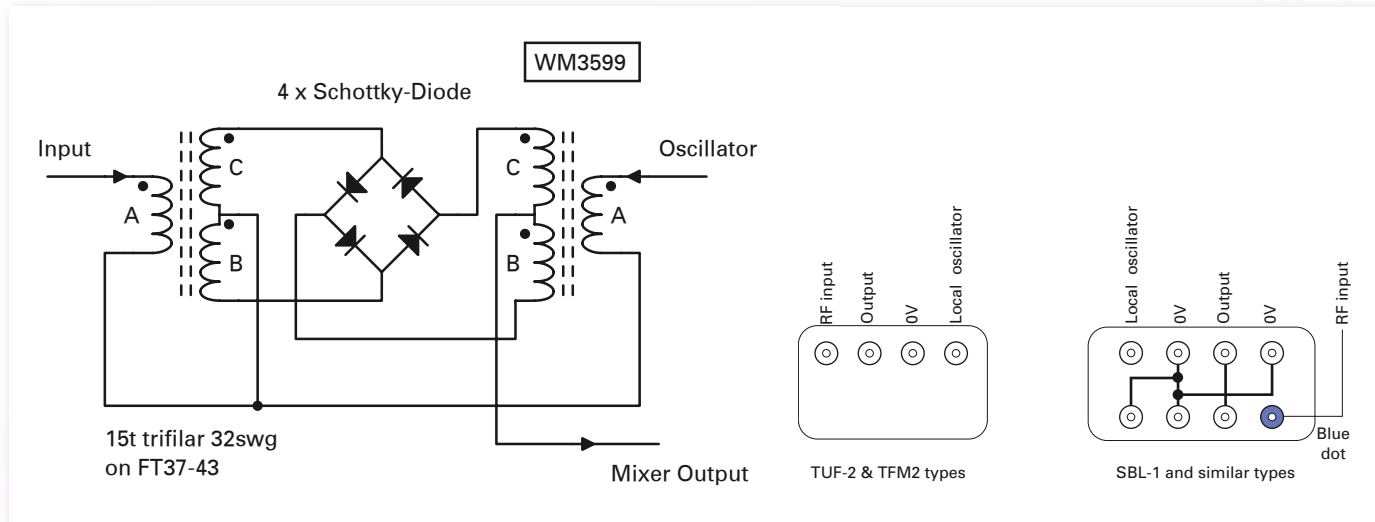 WM3599
4 x Schottky-Diode
Input
Oscillator
C
C
A
A
B
B
15t trifilar 32swg
on FT37-43
Mixer Output
RF input
Output
0V
Local oscillator
TUF-2 & TFM2 types
Local oscillator
0V
Output
0V
RF input
Blue
dot
SBL-1 and similar types